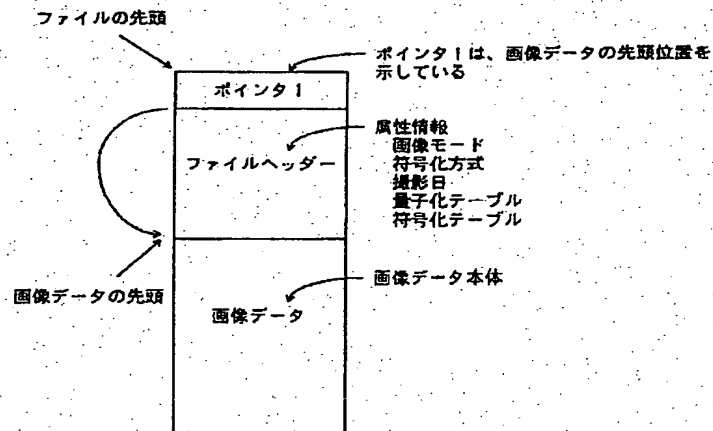 ファイルの先頭
ポインタ1は、画像データの先頭位置を
示している
ポインタ1
属性情報
画像モード
符号化方式
撮影日
量子化テーブル
符号化テーブル
ファイルヘッダー
画像データの先頭
画像データ本体
画像データ